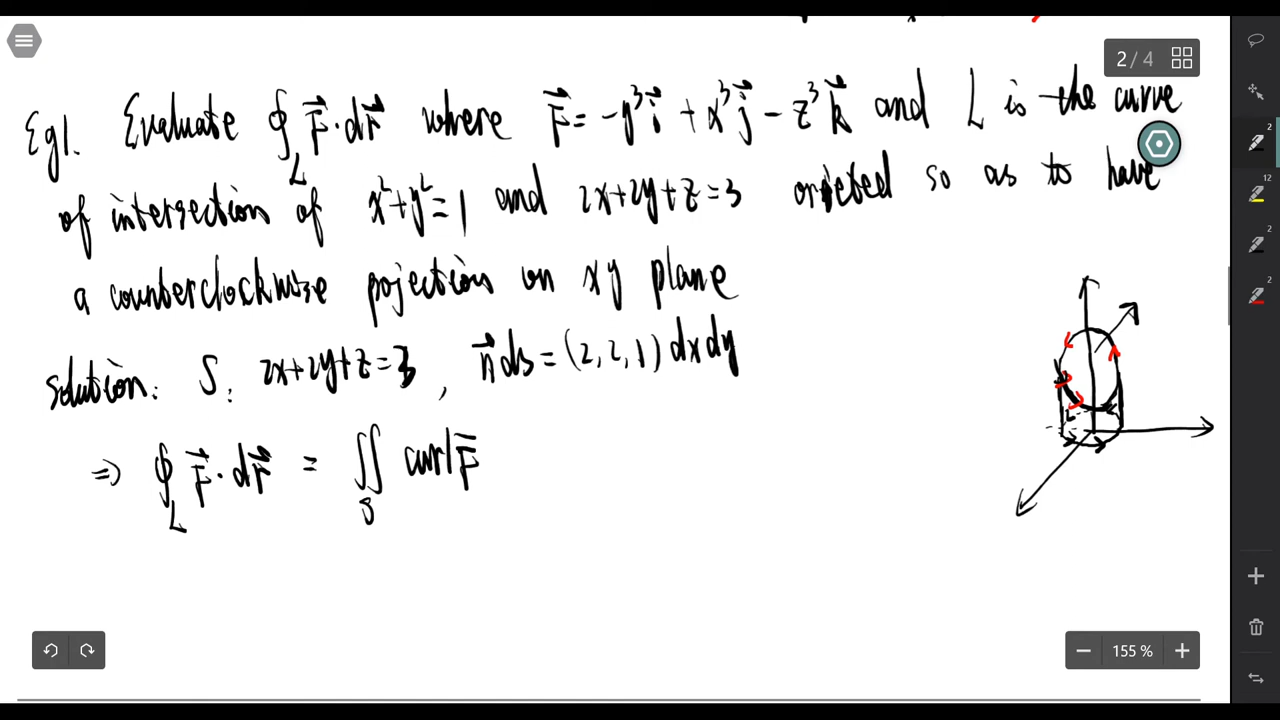 2 / 4
Eg1. Evaluate ∮_L F⃗·dr⃗ where F⃗ = -y³i⃗ + x³j⃗ - z³k⃗ and L is the curve
of intersection of x²+y²=1 and 2x+2y+z=3 orieted so as to have
a counterclockwise projection on xy plane
Solution: S: 2x+2y+z=3, n⃗ds = (2, 2, 1) dxdy
⇒ ∮_L F⃗·dr⃗ = ∬_S curl F⃗
155 %